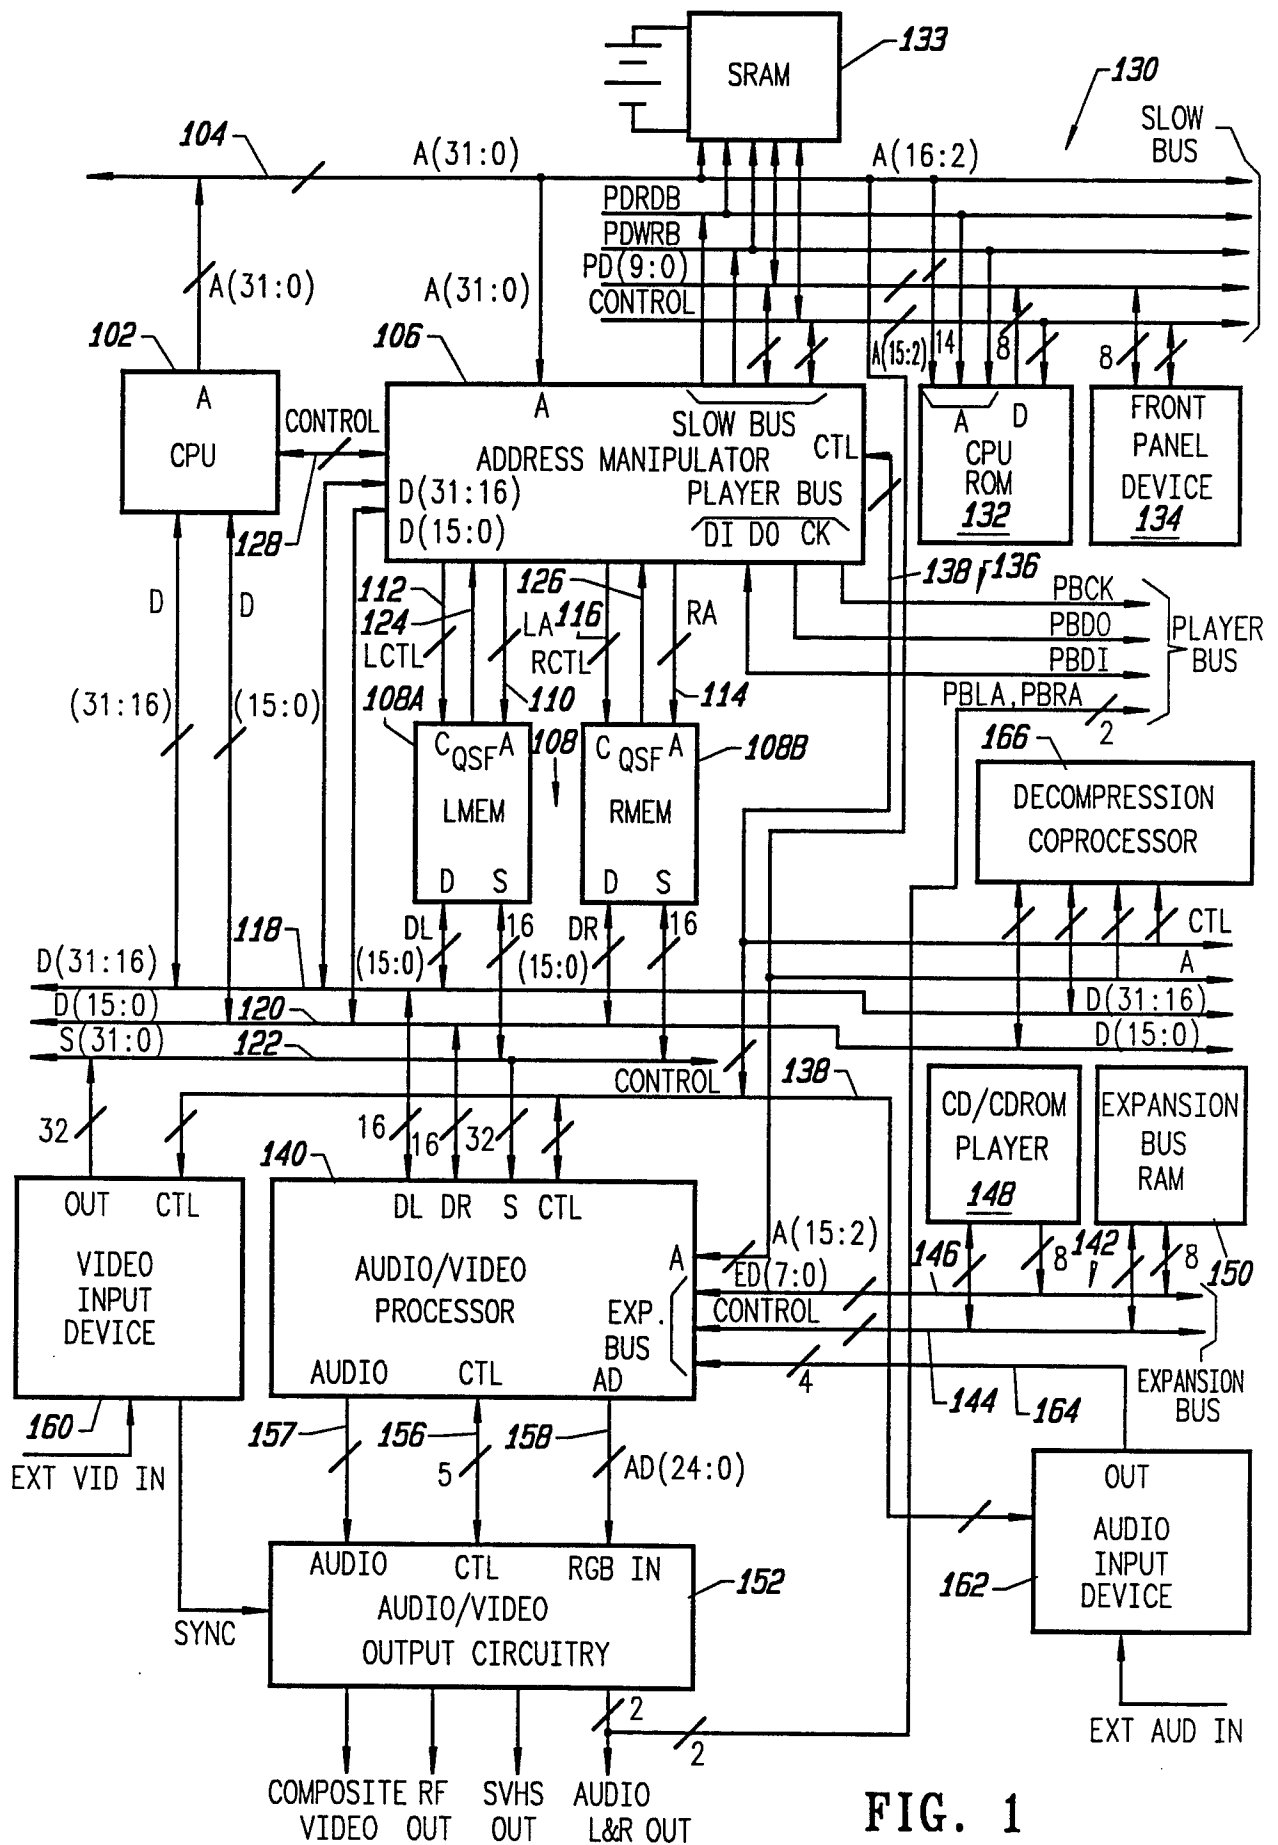 133
SRAM
130
SLOW
BUS
104
A(31:0)
A(16:2)
PDRDB
PDWRB
PD(9:0)
CONTROL
A(31:0)
A(31:0)
102
106
A(15:2)
14
8
8
A
CPU
CONTROL
128
A
SLOW BUS
ADDRESS MANIPULATOR
CTL
D(31:16)
D(15:0)
PLAYER BUS
DI DO CK
A D
CPU
ROM
132
FRONT
PANEL
DEVICE
134
138
136
PBCK
PBDO
PBDI
PBLA, PBRA
2
PLAYER
BUS
D
D
112
124
LCTL
LA
110
126
116
RCTL
RA
114
(31:16)
(15:0)
108A
C QSF A
LMEM
D S
108
C QSF A
RMEM
D S
108B
166
DECOMPRESSION
COPROCESSOR
DL
(15:0)
16
DR
(15:0)
16
CTL
A
D(31:16)
D(15:0)
118
D(31:16)
D(15:0)
120
S(31:0)
122
CONTROL
138
32
16
16
32
140
OUT CTL
VIDEO
INPUT
DEVICE
160
EXT VID IN
DL DR S CTL
AUDIO/VIDEO
PROCESSOR
A
EXP.
BUS
AUDIO CTL AD
A(15:2)
ED(7:0)
CONTROL
4
CD/CDROM
PLAYER
148
EXPANSION
BUS
RAM
146
8
142
8
150
EXPANSION
BUS
144
164
157
156
5
158
AD(24:0)
OUT
AUDIO
INPUT
DEVICE
162
EXT AUD IN
SYNC
AUDIO CTL RGB IN
AUDIO/VIDEO
OUTPUT CIRCUITRY
152
2
2
COMPOSITE
VIDEO
RF
OUT
SVHS
OUT
AUDIO
L&R OUT
FIG. 1